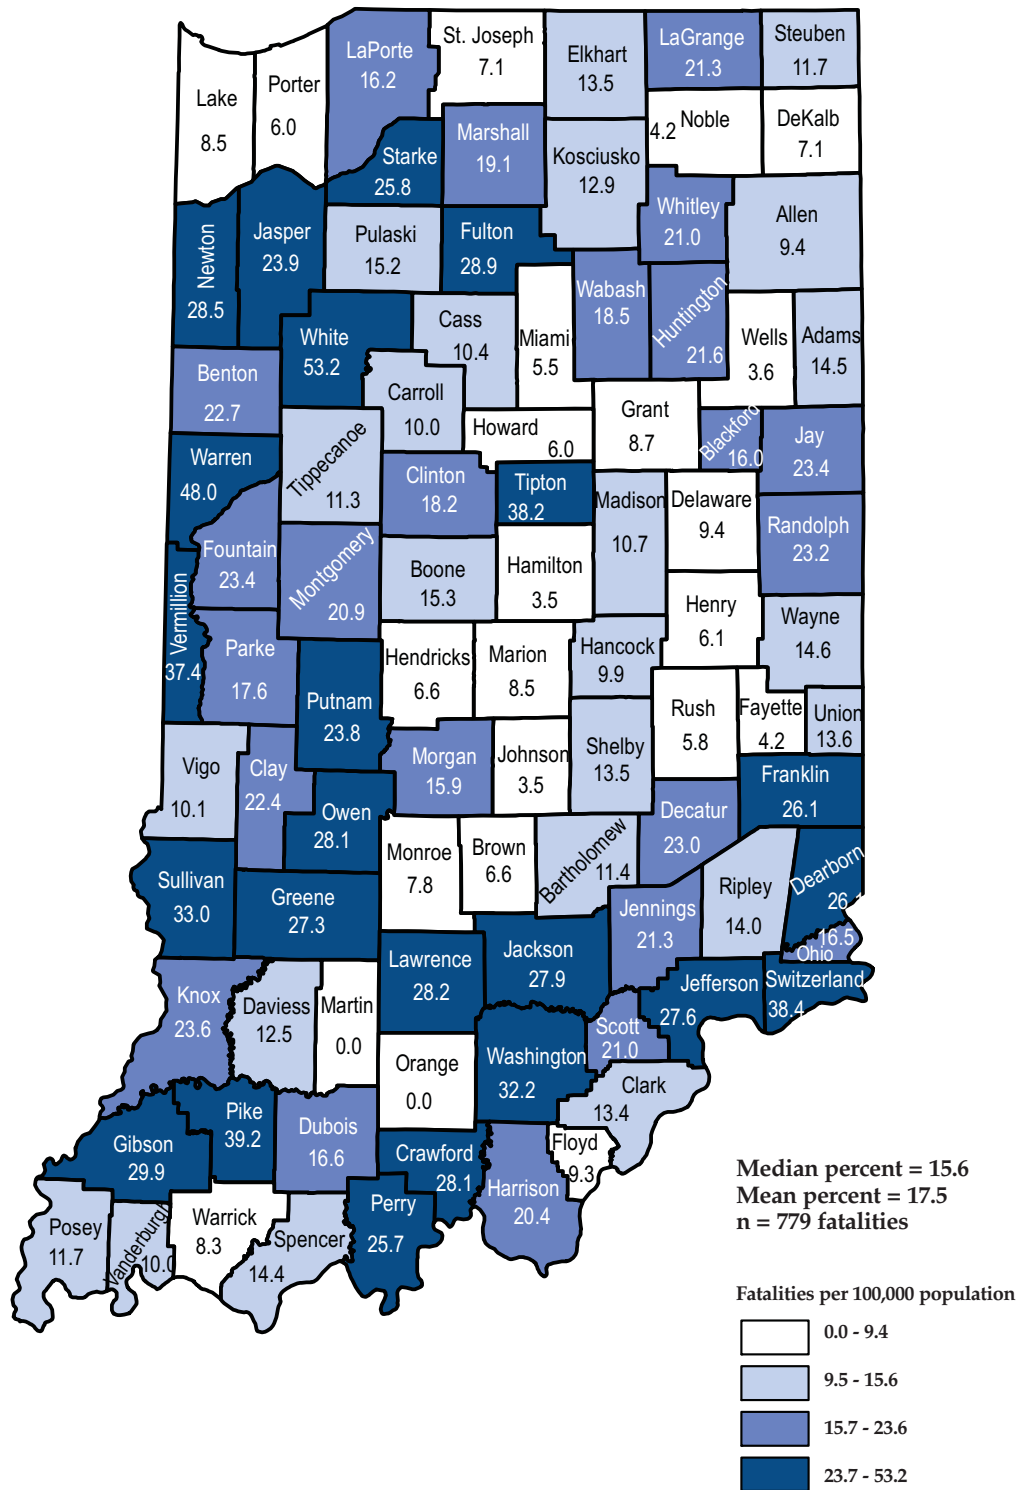 St. Joseph
7.1
LaPorte
16.2
Elkhart
13.5
LaGrange
21.3
Steuben
11.7
Lake
8.5
Porter
6.0
Starke
25.8
Marshall
19.1
Kosciusko
12.9
4.2 Noble
DeKalb
7.1
Newton
28.5
Jasper
23.9
Pulaski
15.2
Fulton
28.9
Whitley
21.0
Allen
9.4
White
53.2
Cass
10.4
Miami
5.5
Wabash
18.5
Huntington
21.6
Wells
3.6
Adams
14.5
Benton
22.7
Carroll
10.0
Howard
6.0
Grant
8.7
Blackford
16.0
Jay
23.4
Warren
48.0
Tippecanoe
11.3
Clinton
18.2
Tipton
38.2
Madison
10.7
Delaware
9.4
Randolph
23.2
Fountain
23.4
Montgomery
20.9
Boone
15.3
Hamilton
3.5
Henry
6.1
Wayne
14.6
Vermillion
37.4
Parke
17.6
Putnam
23.8
Hendricks
6.6
Marion
8.5
Hancock
9.9
Rush
5.8
Fayette
4.2
Union
13.6
Vigo
10.1
Clay
22.4
Owen
28.1
Morgan
15.9
Johnson
3.5
Shelby
13.5
Decatur
23.0
Franklin
26.1
Sullivan
33.0
Greene
27.3
Monroe
7.8
Brown
6.6
Bartholomew
11.4
Jennings
21.3
Ripley
14.0
Dearborn
26.1
16.5
Ohio
Knox
23.6
Daviess
12.5
Martin
0.0
Lawrence
28.2
Jackson
27.9
Jefferson
27.6
Switzerland
38.4
Scott
21.0
Orange
0.0
Washington
32.2
Clark
13.4
Gibson
29.9
Pike
39.2
Dubois
16.6
Crawford
28.1
Floyd
9.3
Harrison
20.4
Perry
25.7
Posey
11.7
Vanderburgh
10.0
Warrick
8.3
Spencer
14.4
Median percent = 15.6
Mean percent = 17.5
n = 779 fatalities
Fatalities per 100,000 population
0.0 - 9.4
9.5 - 15.6
15.7 - 23.6
23.7 - 53.2